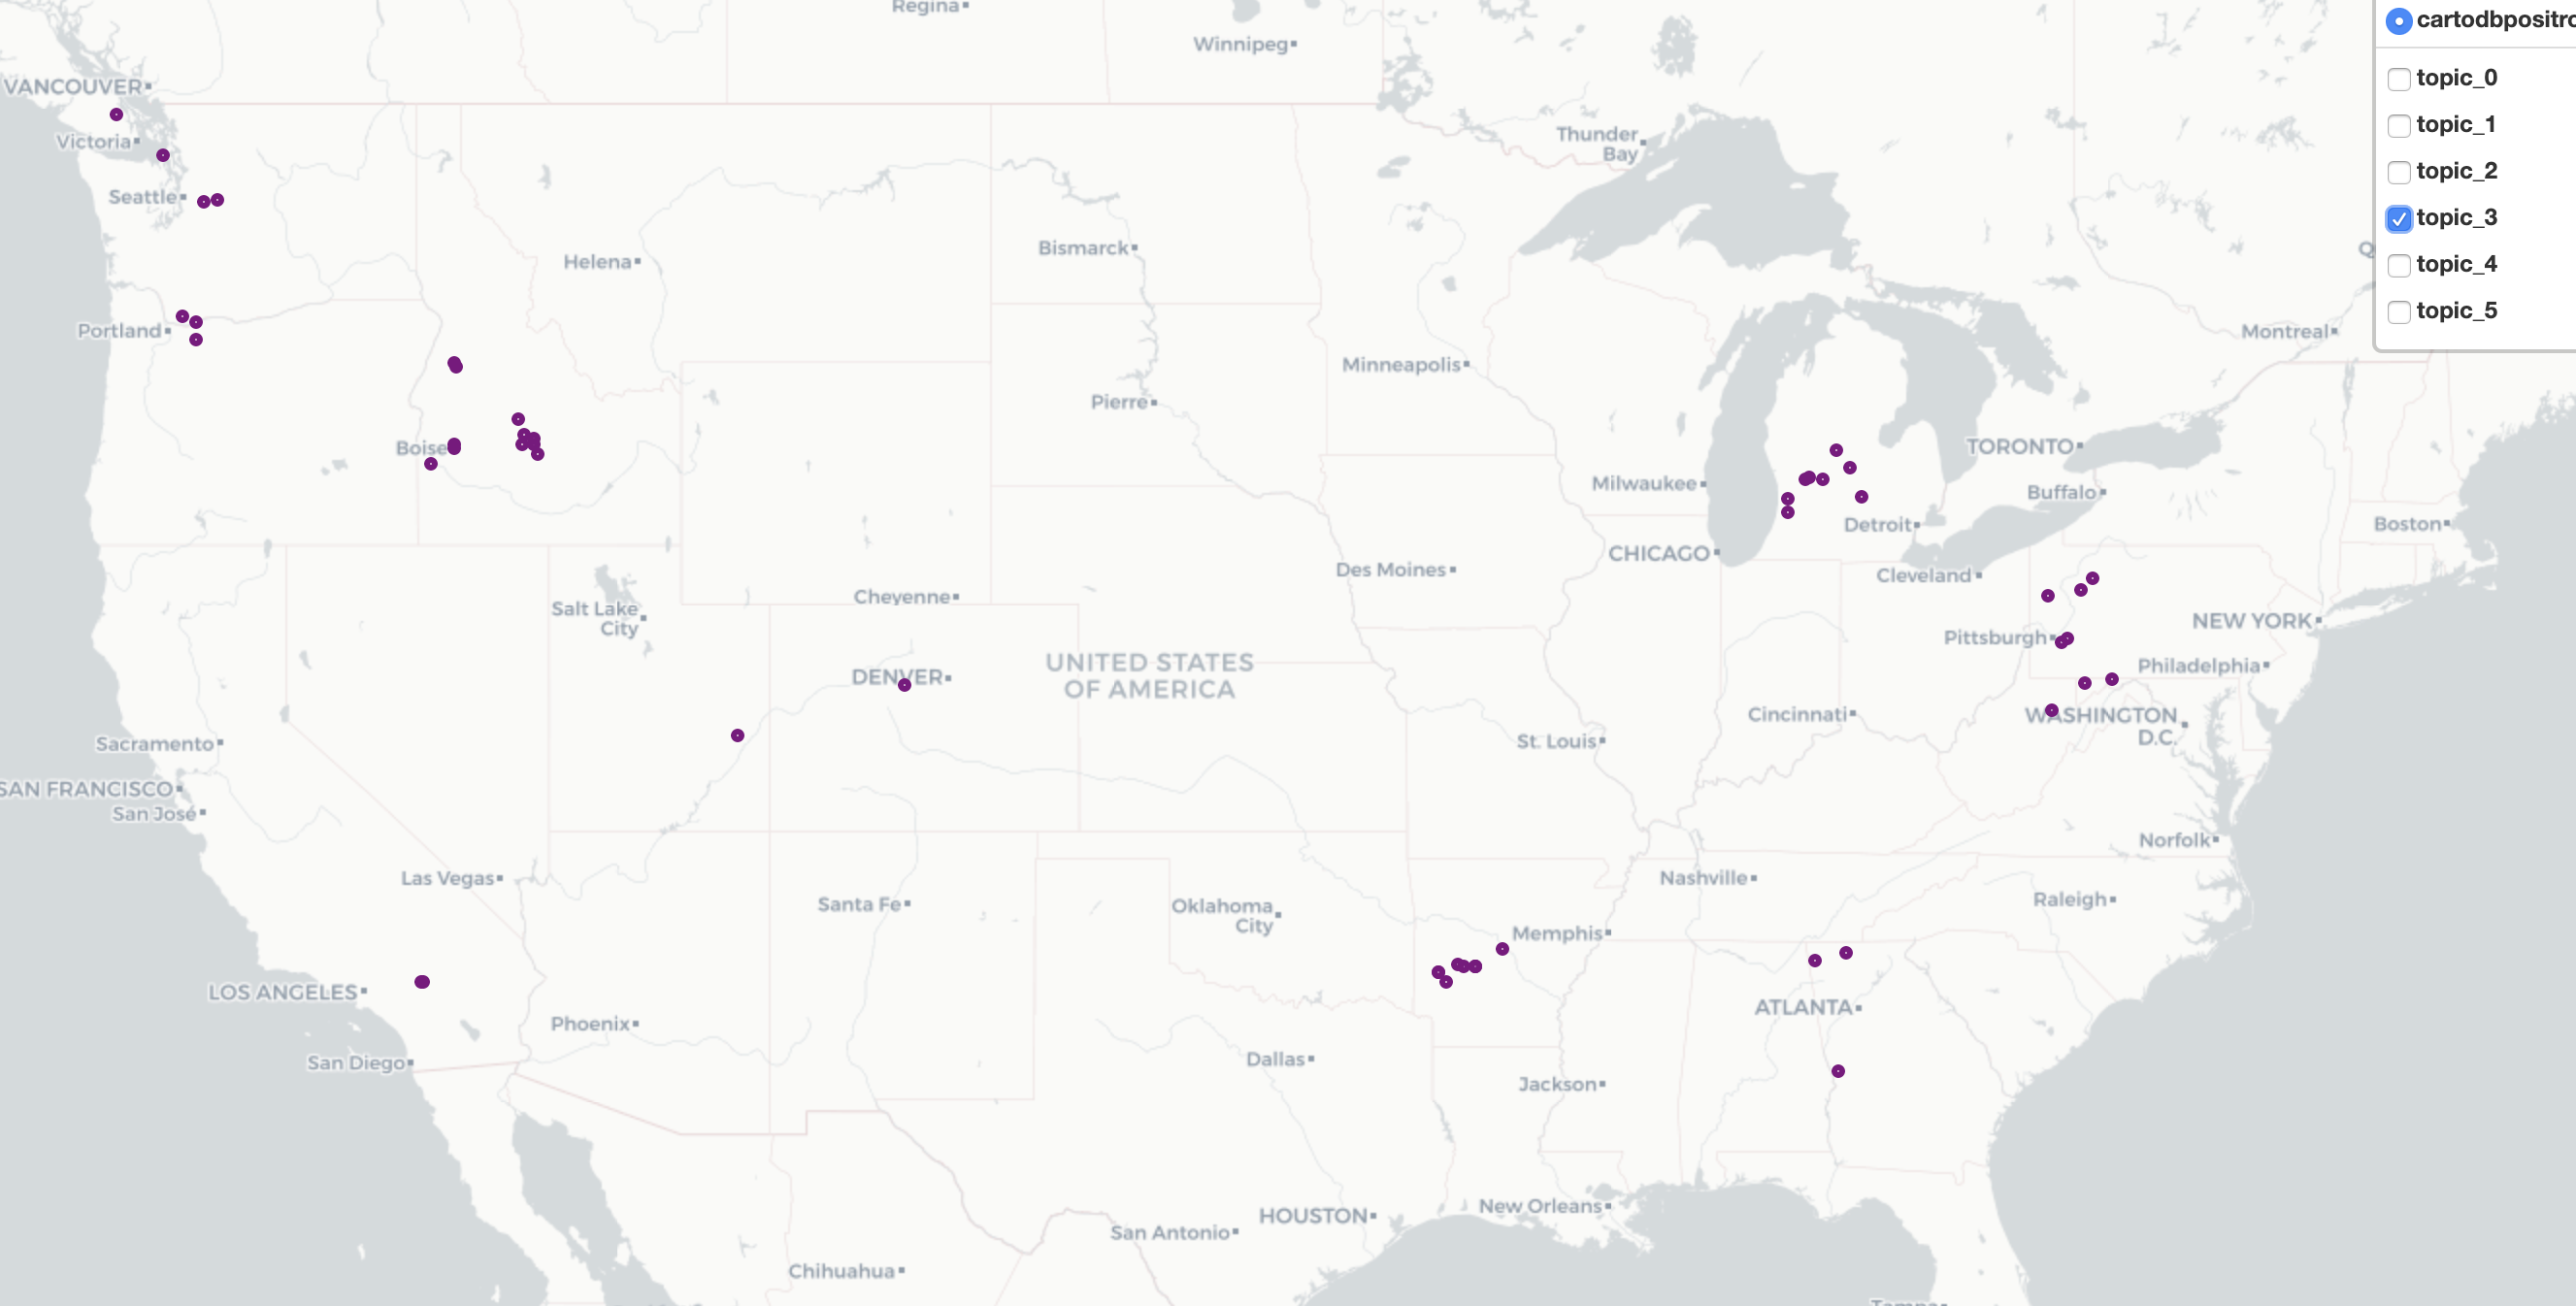 Regina
Winnipeg
cartodbpositro
VANCOUVER
topic_0
Victoria
Thunder
Bay
topic_1
topic_2
Seattle
topic_3
Helena
Bismarck
Q
topic_4
topic_5
Portland
Montreal
Minneapolis
Pierre
Boise
TORONTO
Milwaukee
Buffalo
Detroit
Boston
CHICAGO
Des Moines
Cleveland
Cheyenne
Salt Lake
City
NEW YORK
Pittsburgh
UNITED STATES
OF AMERICA
Philadelphia
DENVER
Cincinnati
WASHINGTON
D.C.
Sacramento
St. Louis
SAN FRANCISCO
San José
Norfolk
Las Vegas
Nashville
Raleigh
Santa Fe
Oklahoma
City
Memphis
LOS ANGELES
ATLANTA
Phoenix
San Diego
Dallas
Jackson
New Orleans
HOUSTON
San Antonio
Chihuahua
Tampa